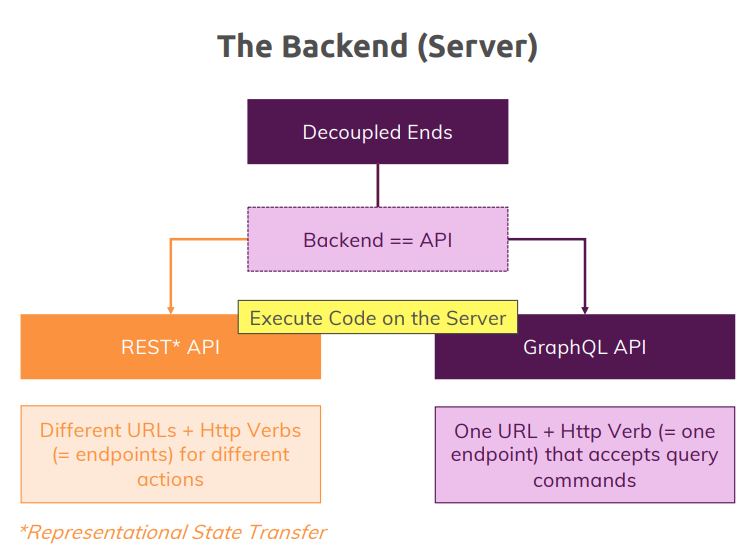 The Backend (Server)
Decoupled Ends
Backend == API
Execute Code on the Server
REST* API
GraphQL API
Different URLs + Http Verbs
(= endpoints) for different
actions
One URL + Http Verb (= one
endpoint) that accepts query
commands
*Representational State Transfer